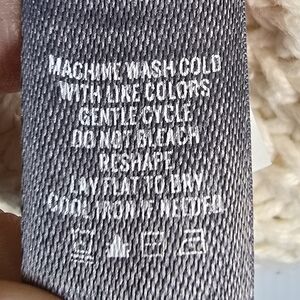 MACHINE WASH COLD
WITH LIKE COLORS
GENTLE CYCLE
DO NOT BLEACH
RESHAPE
LAY FLAT TO DRY
COOL IRON IF NEEDED